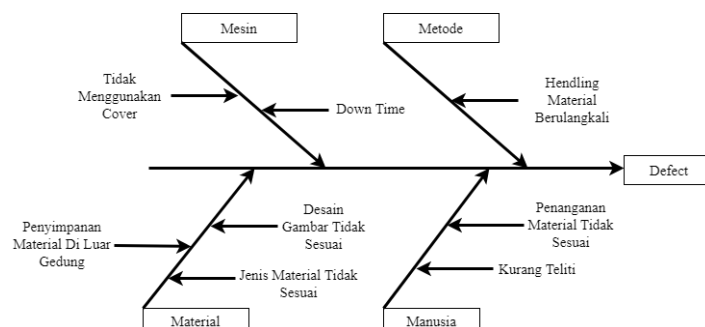 Mesin
Metode
Tidak
Menggunakan
Cover
Down Time
Hendling
Material
Berulangkali
Defect
Penyimpanan
Material Di Luar
Gedung
Desain
Gambar Tidak
Sesuai
Jenis Material Tidak
Sesuai
Penanganan
Material Tidak
Sesuai
Kurang Teliti
Material
Manusia